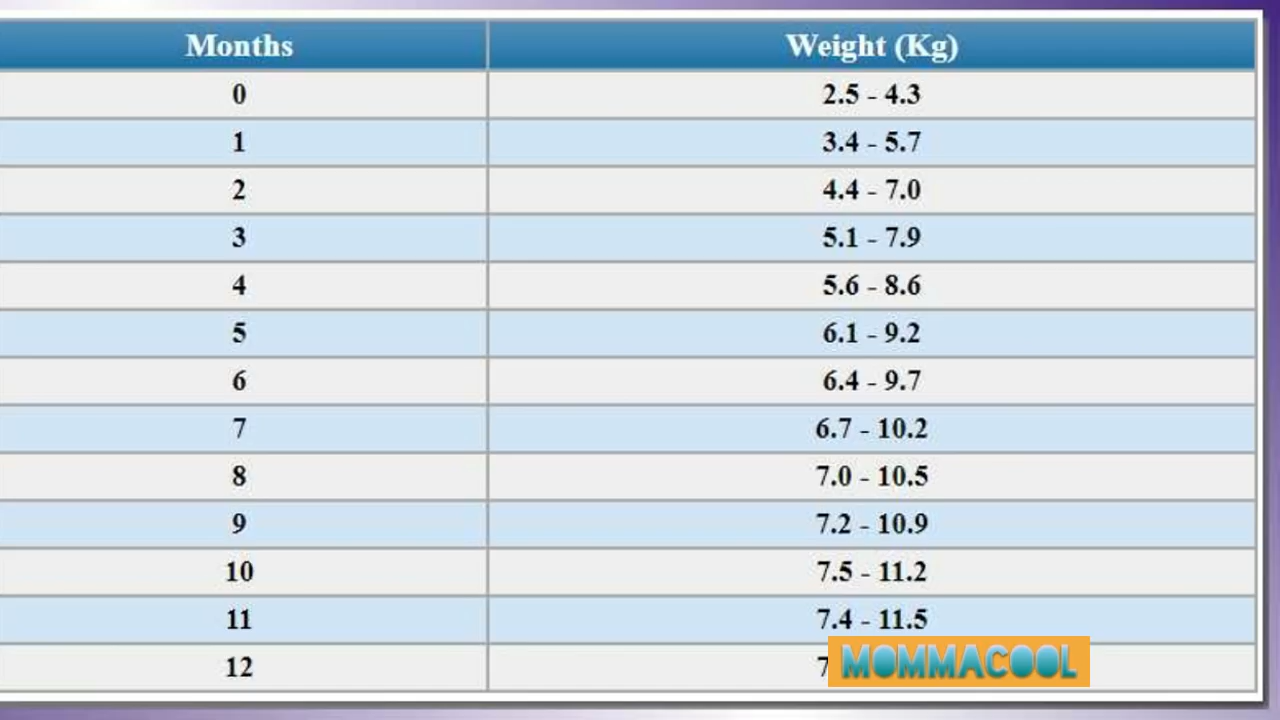 Months Weight (Kg)
0 2.5 - 4.3
1 3.4 - 5.7
2 4.4 - 7.0
3 5.1 - 7.9
4 5.6 - 8.6
5 6.1 - 9.2
6 6.4 - 9.7
7 6.7 - 10.2
8 7.0 - 10.5
9 7.2 - 10.9
10 7.5 - 11.2
11 7.4 - 11.5
12 7
MOMMACOOL